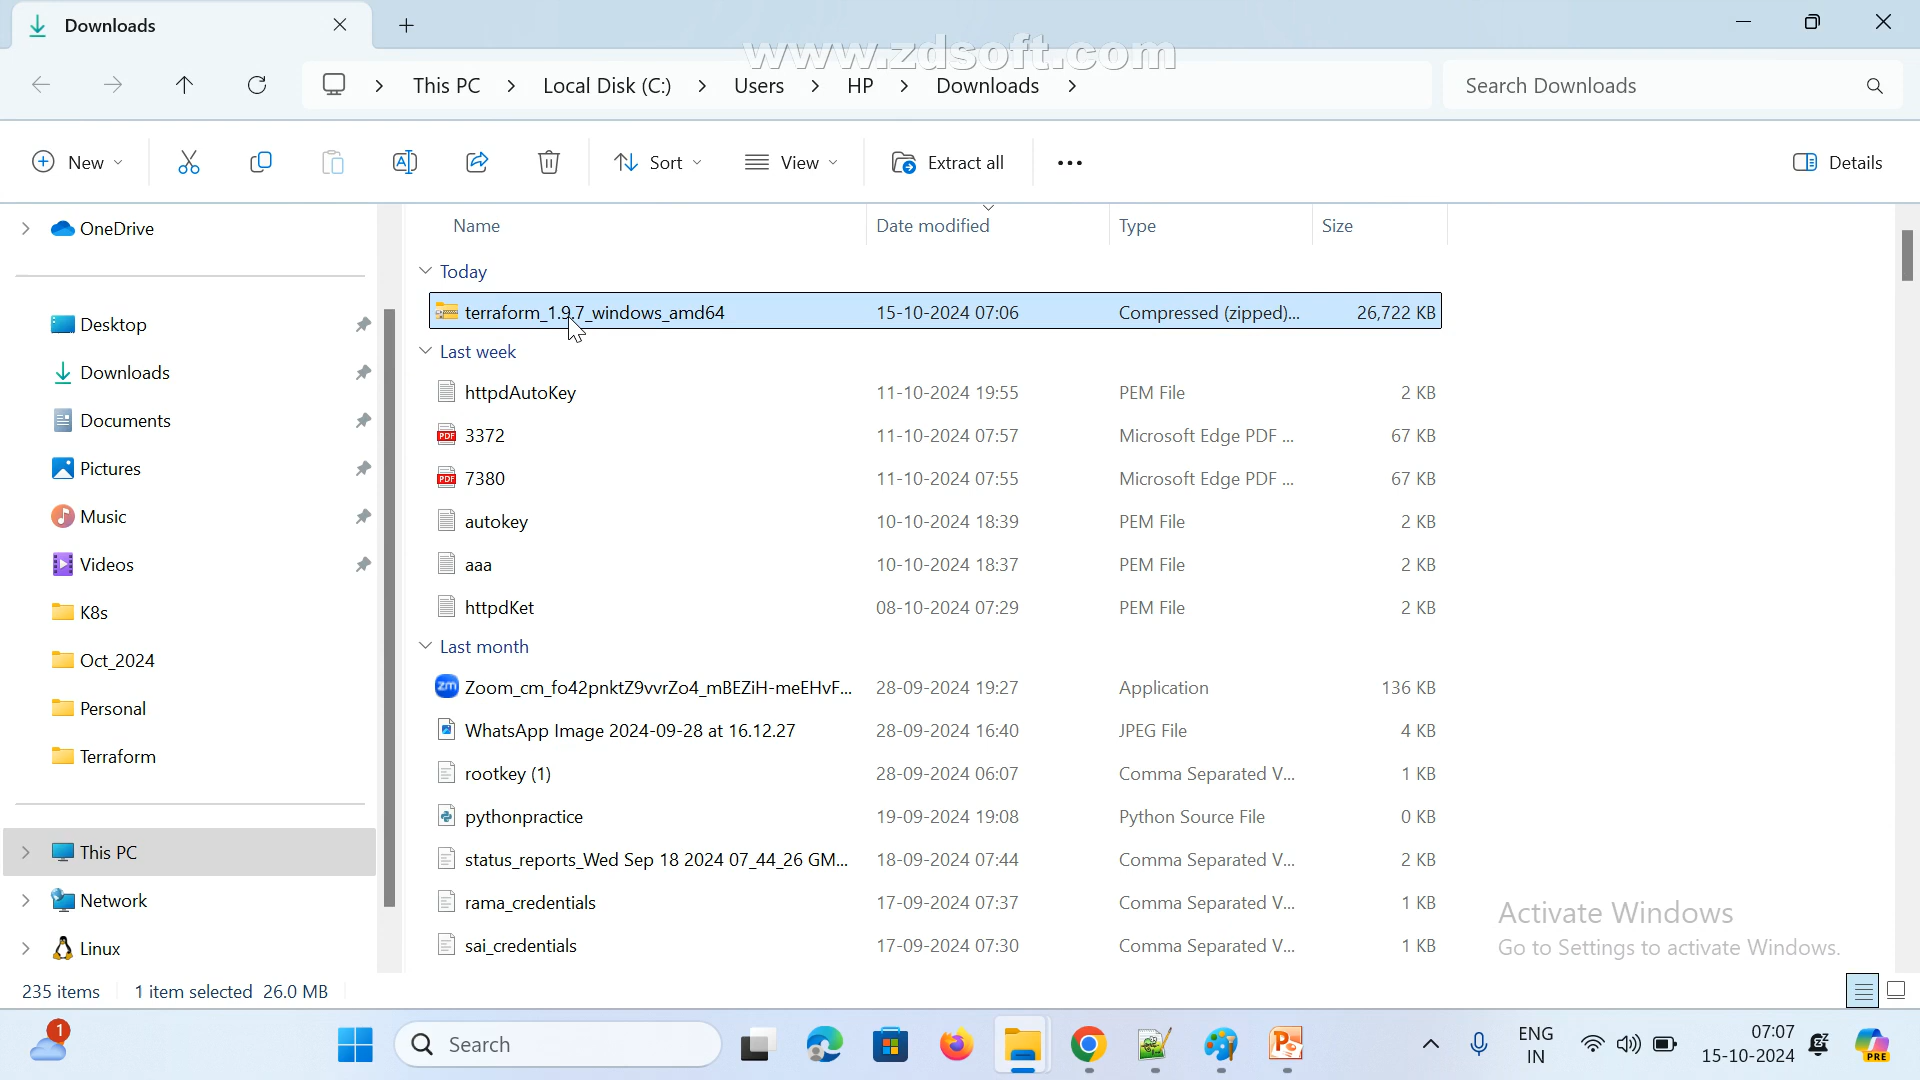 Downloads
www.zdsoft.com
This PC > Local Disk (C:) > Users > HP > Downloads >
Search Downloads
New
Sort
View
Extract all
Details
OneDrive
Desktop
Downloads
Documents
Pictures
Music
Videos
K8s
Oct_2024
Personal
Terraform
This PC
Network
Linux
Name Date modified Type Size
Today
terraform_1.9.7_windows_amd64 15-10-2024 07:06 Compressed (zipped)... 26,722 KB
Last week
httpdAutoKey 11-10-2024 19:55 PEM File 2 KB
PDF 3372 11-10-2024 07:57 Microsoft Edge PDF ... 67 KB
PDF 7380 11-10-2024 07:55 Microsoft Edge PDF ... 67 KB
autokey 10-10-2024 18:39 PEM File 2 KB
aaa 10-10-2024 18:37 PEM File 2 KB
httpdKet 08-10-2024 07:29 PEM File 2 KB
Last month
zm Zoom_cm_fo42pnktZ9vvrZo4_mBEZiH-meEHvF... 28-09-2024 19:27 Application 136 KB
WhatsApp Image 2024-09-28 at 16.12.27 28-09-2024 16:40 JPEG File 4 KB
rootkey (1) 28-09-2024 06:07 Comma Separated V... 1 KB
pythonpractice 19-09-2024 19:08 Python Source File 0 KB
status_reports_Wed Sep 18 2024 07_44_26 GM... 18-09-2024 07:44 Comma Separated V... 2 KB
rama_credentials 17-09-2024 07:37 Comma Separated V... 1 KB
sai_credentials 17-09-2024 07:30 Comma Separated V... 1 KB
Activate Windows
Go to Settings to activate Windows.
235 items 1 item selected 26.0 MB
1
Search
P
ENG
IN
07:07
15-10-2024
PRE